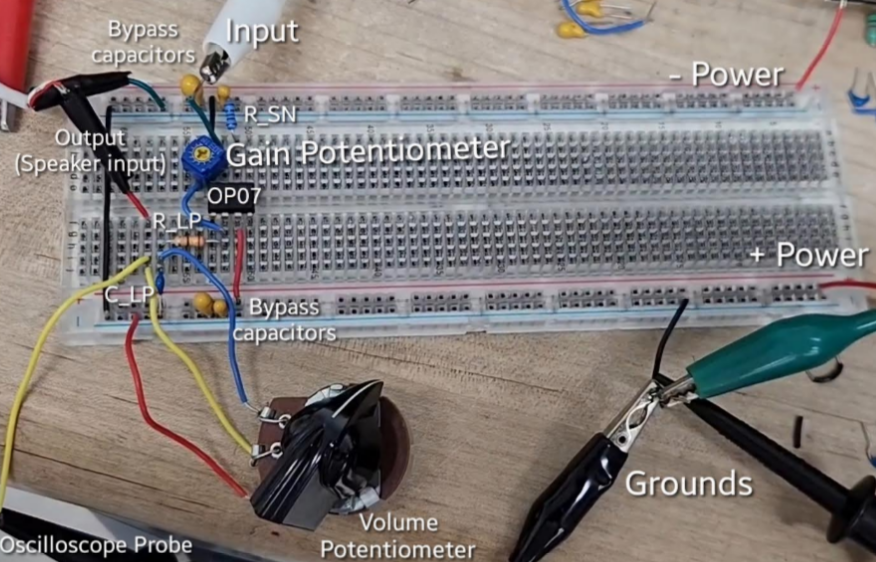 Bypass
capacitors
Input
- Power
R_SN
Output
(Speaker input)
Gain Potentiometer
OP07
R_LP
+ Power
C_LP
Bypass
capacitors
Grounds
Volume
Potentiometer
Oscilloscope Probe